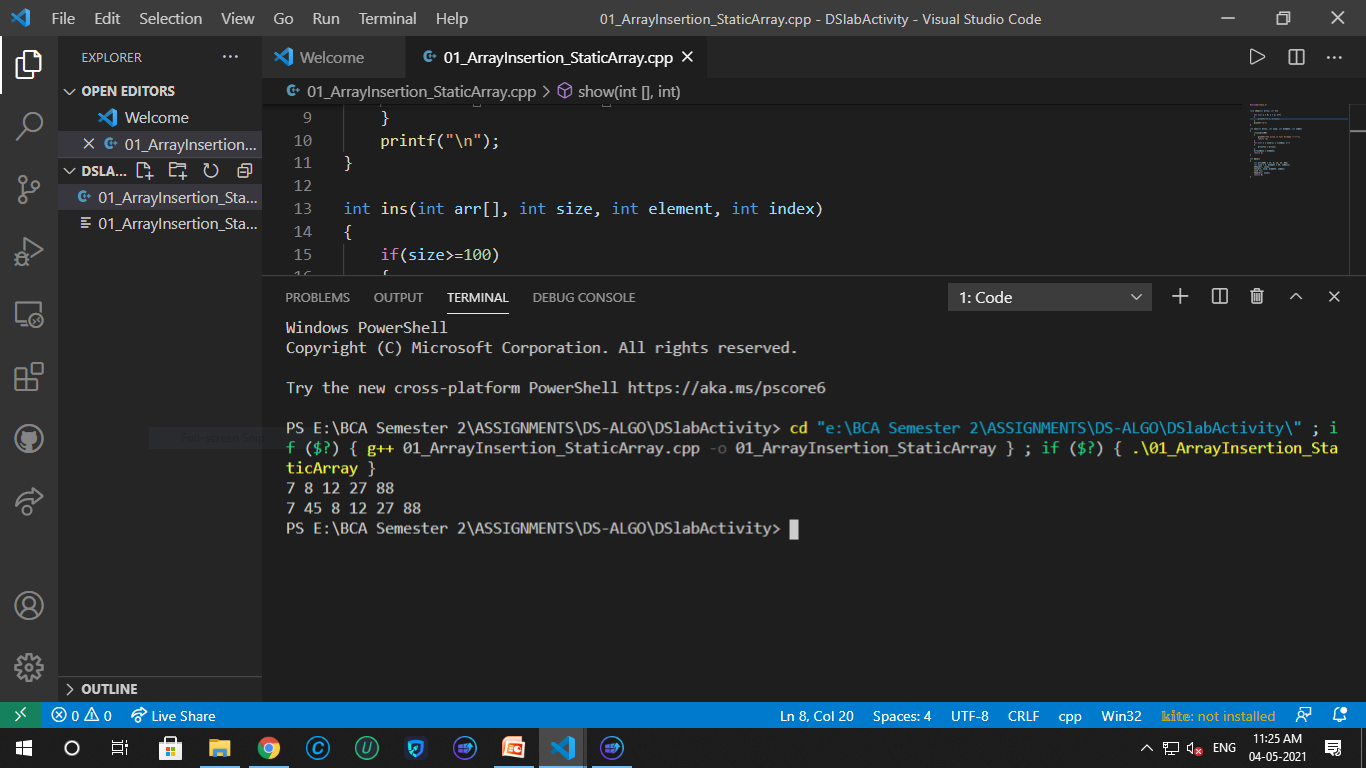 File Edit Selection View Go Run Terminal Help
01_ArrayInsertion_StaticArray.cpp - DSlabActivity - Visual Studio Code
EXPLORER
OPEN EDITORS
Welcome
01_ArrayInsertion...
DSLA...
01_ArrayInsertion_Sta...
01_ArrayInsertion_Sta...
OUTLINE
Welcome
01_ArrayInsertion_StaticArray.cpp
01_ArrayInsertion_StaticArray.cpp > show(int [], int)
9 }
10 printf("\n");
11 }
12
13 int ins(int arr[], int size, int element, int index)
14 {
15 if(size>=100)
16 {
PROBLEMS OUTPUT TERMINAL DEBUG CONSOLE
1: Code
Windows PowerShell
Copyright (C) Microsoft Corporation. All rights reserved.
Try the new cross-platform PowerShell https://aka.ms/pscore6
PS E:\BCA Semester 2\ASSIGNMENTS\DS-ALGO\DSlabActivity> cd "e:\BCA Semester 2\ASSIGNMENTS\DS-ALGO\DSlabActivity\" ; i
f ($?) { g++ 01_ArrayInsertion_StaticArray.cpp -o 01_ArrayInsertion_StaticArray } ; if ($?) { .\01_ArrayInsertion_Sta
ticArray }
7 8 12 27 88
7 45 8 12 27 88
PS E:\BCA Semester 2\ASSIGNMENTS\DS-ALGO\DSlabActivity>
0 0 Live Share
Ln 8, Col 20 Spaces: 4 UTF-8 CRLF cpp Win32 kite: not installed
ENG
11:25 AM
04-05-2021